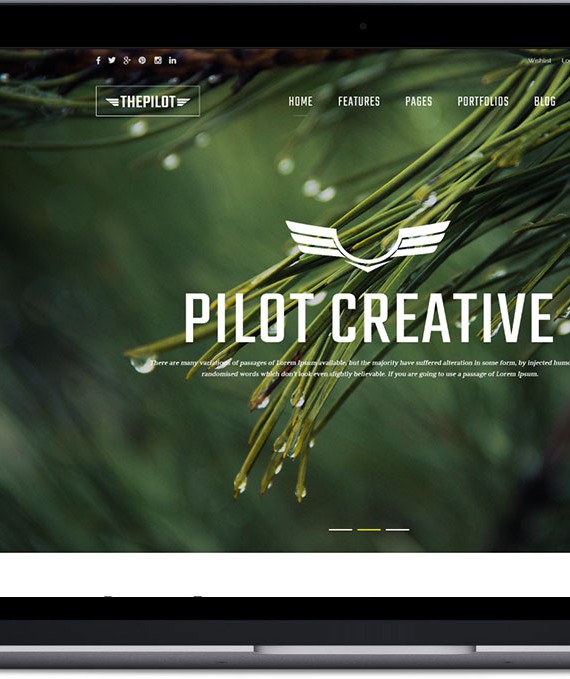 Wishlist
THEPILOT
HOME FEATURES PAGES PORTFOLIOS BLOG
PILOT CREATIVE
There are many variations of passages of Lorem Ipsum available, but the majority have suffered alteration in some form, by injected
randomised words which don't look even slightly believable. If you are going to use a passage of Lorem Ipsum.